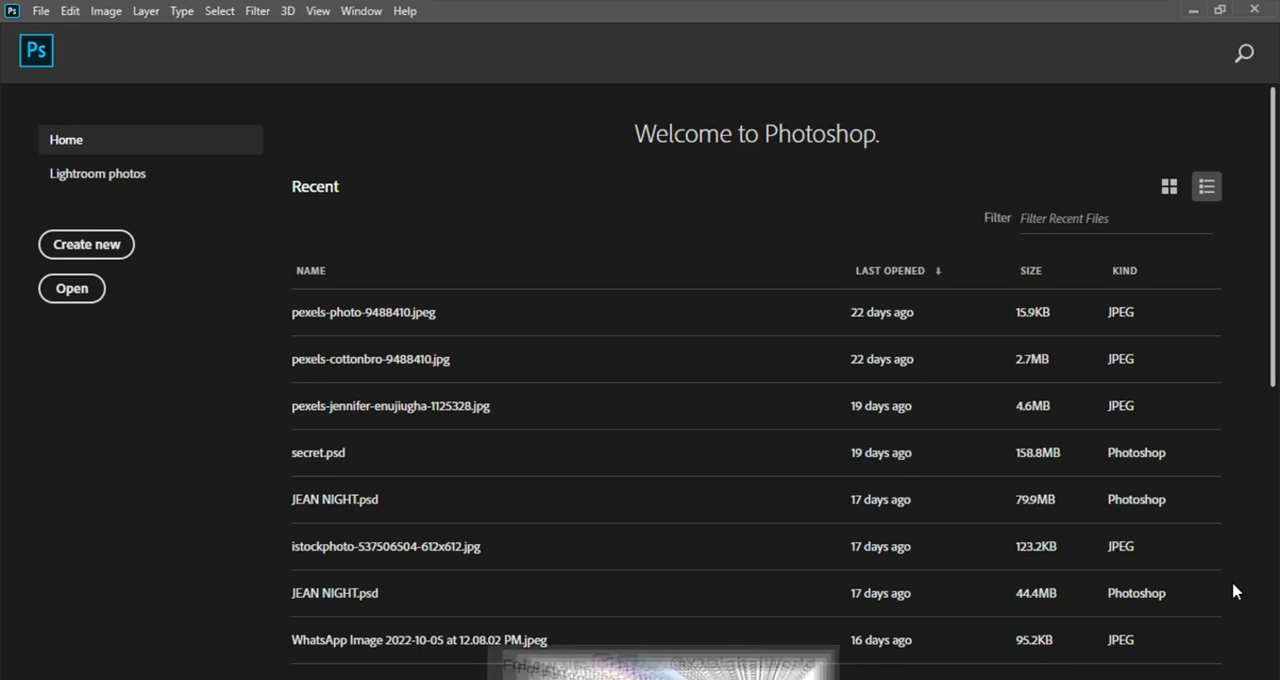 Ps File Edit Image Layer Type Select Filter 3D View Window Help
Ps
Home
Lightroom photos
Create new
Open
Welcome to Photoshop.
Recent
Filter Filter Recent Files
NAME LAST OPENED SIZE KIND
pexels-photo-9488410.jpeg 22 days ago 15.9KB JPEG
pexels-cottonbro-9488410.jpg 22 days ago 2.7MB JPEG
pexels-jennifer-enujiugha-1125328.jpg 19 days ago 4.6MB JPEG
secret.psd 19 days ago 158.8MB Photoshop
JEAN NIGHT.psd 17 days ago 79.9MB Photoshop
istockphoto-537506504-612x612.jpg 17 days ago 123.2KB JPEG
JEAN NIGHT.psd 17 days ago 44.4MB Photoshop
WhatsApp Image 2022-10-05 at 12.08.02 PM.jpeg 16 days ago 95.2KB JPEG